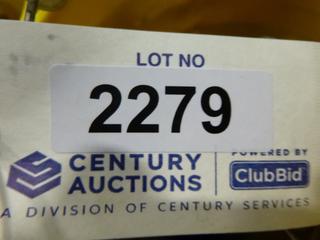 LOT NO
2279
CENTURY
AUCTIONS
POWERED BY
ClubBid
A DIVISION OF CENTURY SERVICES